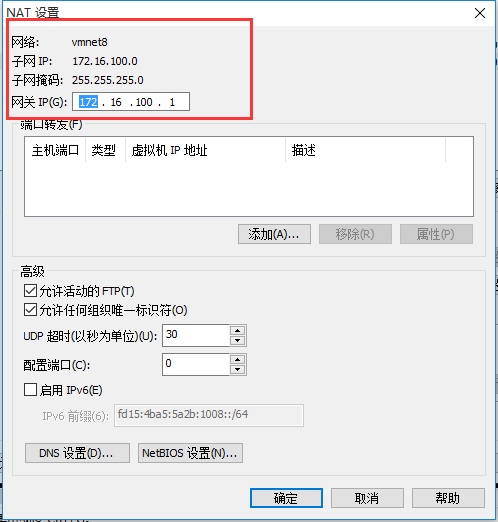 NAT 设置
网络: vmnet8
子网 IP: 172.16.100.0
子网掩码: 255.255.255.0
网关 IP(G): 172 . 16 . 100 . 1
端口转发(F)
主机端口 类型 虚拟机 IP 地址 描述
添加(A)... 移除(R) 属性(P)
高级
允许活动的 FTP(T)
允许任何组织唯一标识符(O)
UDP 超时(以秒为单位)(U): 30
配置端口(C): 0
启用 IPv6(E)
IPv6 前缀(6): fd15:4ba5:5a2b:1008::/64
DNS 设置(D)... NetBIOS 设置(N)...
确定 取消 帮助